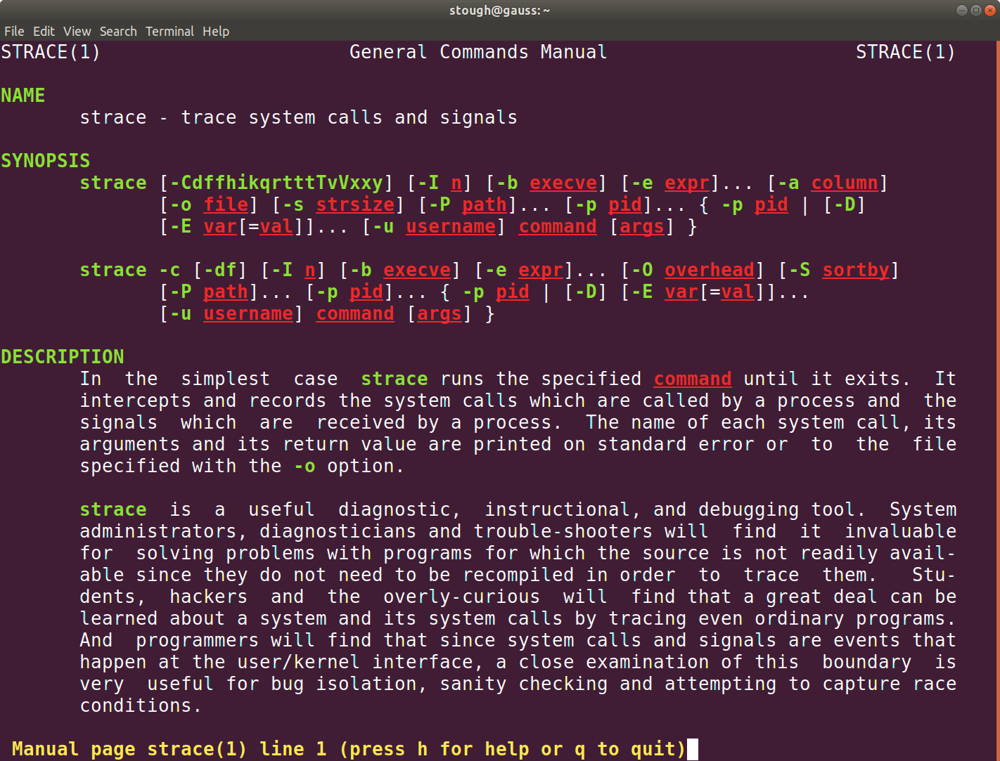 stough@gauss: ~
File Edit View Search Terminal Help
STRACE(1)                      General Commands Manual                      STRACE(1)
NAME
       strace - trace system calls and signals
SYNOPSIS
       strace [-CdffhikqrtttTvVxxy] [-I n] [-b execve] [-e expr]... [-a column]
              [-o file] [-s strsize] [-P path]... [-p pid]... { -p pid | [-D]
              [-E var[=val]]... [-u username] command [args] }
       strace -c [-df] [-I n] [-b execve] [-e expr]... [-O overhead] [-S sortby]
              [-P path]... [-p pid]... { -p pid | [-D] [-E var[=val]]...
              [-u username] command [args] }
DESCRIPTION
       In  the  simplest  case  strace runs the specified command until it exits.  It
       intercepts and records the system calls which are called by a process and  the
       signals  which  are  received by a process.  The name of each system call, its
       arguments and its return value are printed on standard error or  to  the  file
       specified with the -o option.
       strace  is  a  useful  diagnostic,  instructional, and debugging tool.  System
       administrators, diagnosticians and trouble-shooters will  find  it  invaluable
       for  solving problems with programs for which the source is not readily avail-
       able since they do not need to be recompiled in order  to  trace  them.   Stu-
       dents,  hackers  and  the  overly-curious  will  find that a great deal can be
       learned about a system and its system calls by tracing even ordinary programs.
       And  programmers will find that since system calls and signals are events that
       happen at the user/kernel interface, a close examination of this  boundary  is
       very  useful for bug isolation, sanity checking and attempting to capture race
       conditions.
 Manual page strace(1) line 1 (press h for help or q to quit)